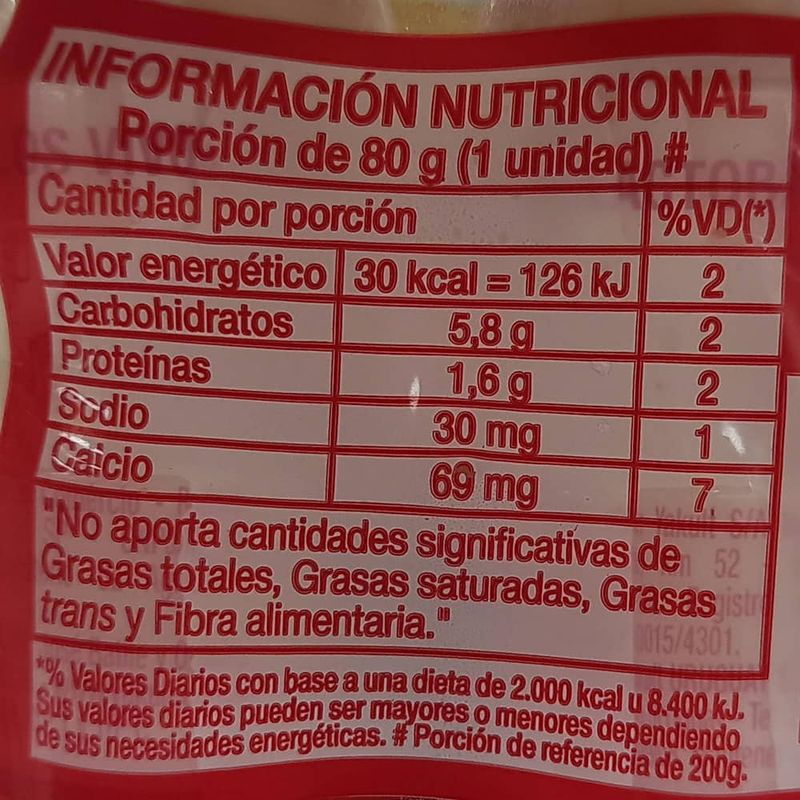 INFORMACIÓN NUTRICIONAL
Porción de 80 g (1 unidad) #
Cantidad por porción %VD(*)
Valor energético 30 kcal = 126 kJ 2
Carbohidratos 5,8 g 2
Proteínas 1,6 g 2
Sodio 30 mg 1
Calcio 69 mg 7
"No aporta cantidades significativas de
Grasas totales, Grasas saturadas, Grasas
trans y Fibra alimentaria."
*% Valores Diarios con base a una dieta de 2.000 kcal u 8.400 kJ.
Sus valores diarios pueden ser mayores o menores dependiendo
de sus necesidades energéticas. # Porción de referencia de 200g.
Yakult S/A
52
0015/4301.